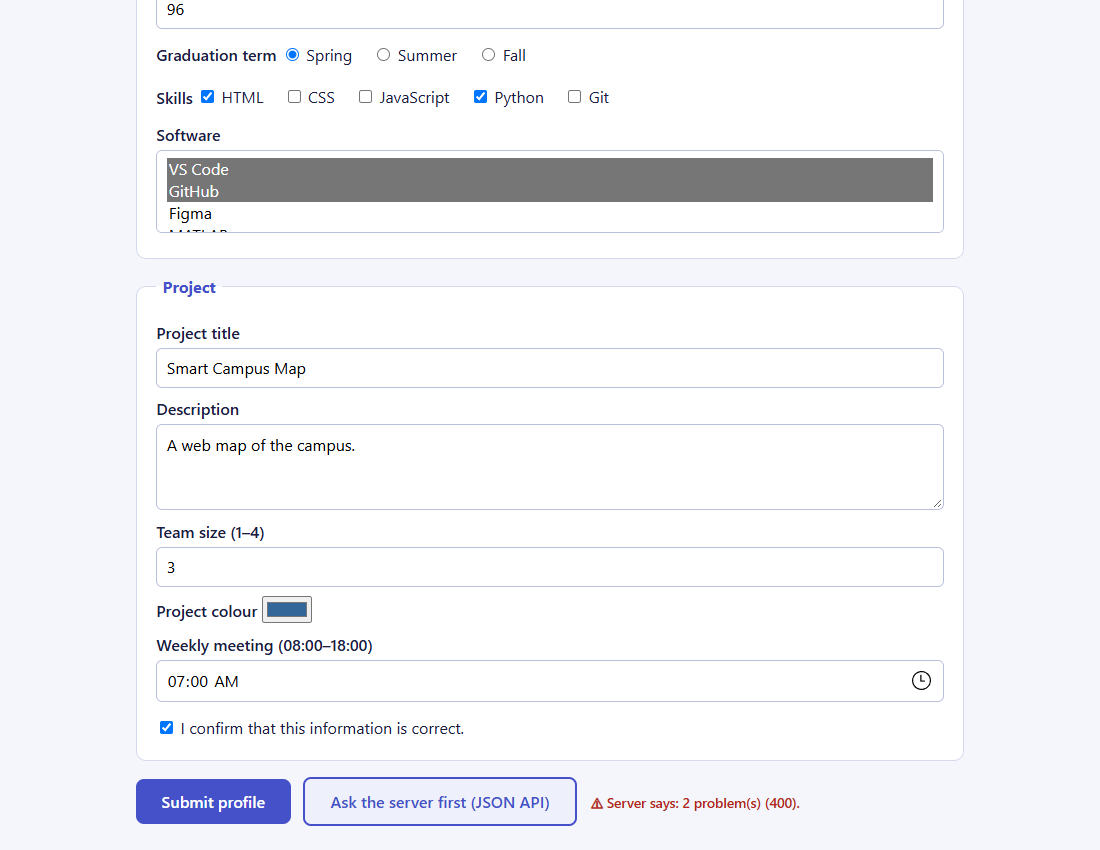 96
Graduation term Spring Summer Fall
Skills HTML CSS JavaScript Python Git
Software
VS Code
GitHub
Figma
MATLAB
Project
Project title
Smart Campus Map
Description
A web map of the campus.
Team size (1–4)
3
Project colour
Weekly meeting (08:00–18:00)
07:00 AM
I confirm that this information is correct.
Submit profile Ask the server first (JSON API) ⚠ Server says: 2 problem(s) (400).